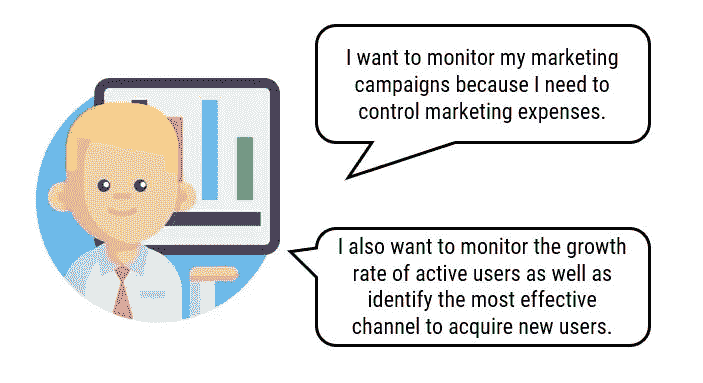 I want to monitor my marketing
campaigns because I need to
control marketing expenses.
I also want to monitor the growth
rate of active users as well as
identify the most effective
channel to acquire new users.